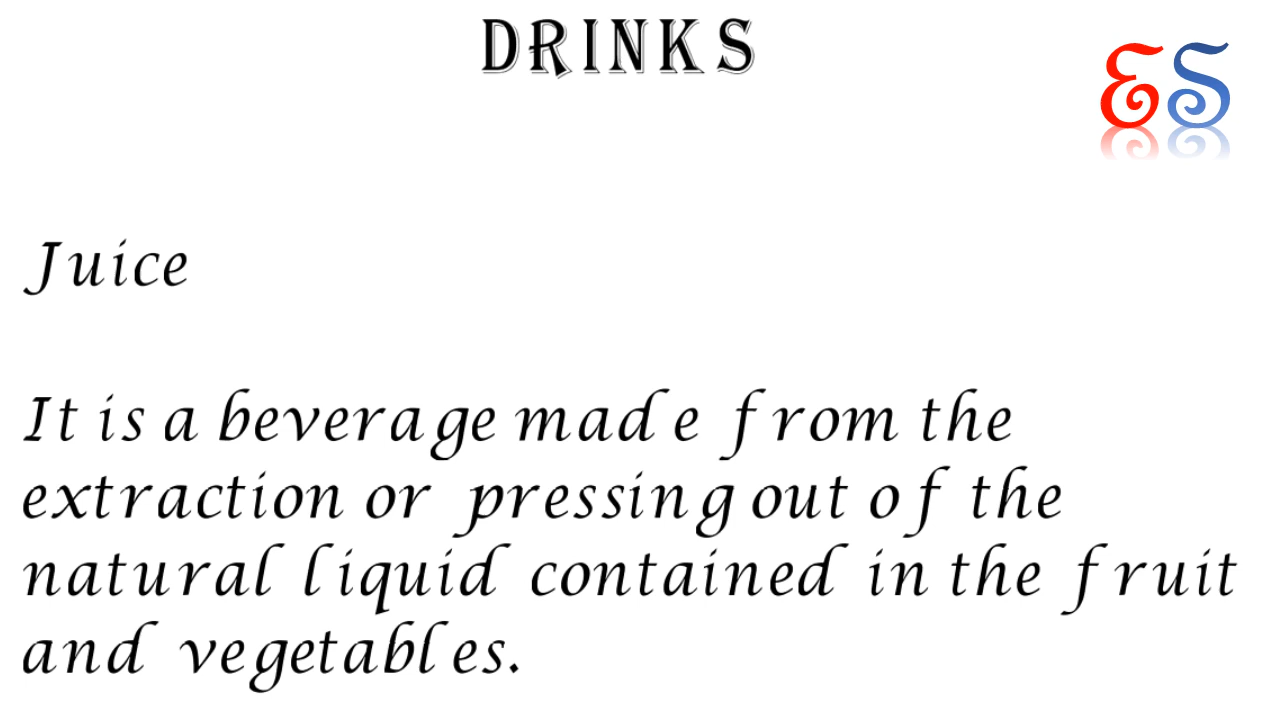 DRINKS
ES
Juice
It is a beverage made from the
extraction or pressing out of the
natural liquid contained in the fruit
and vegetables.